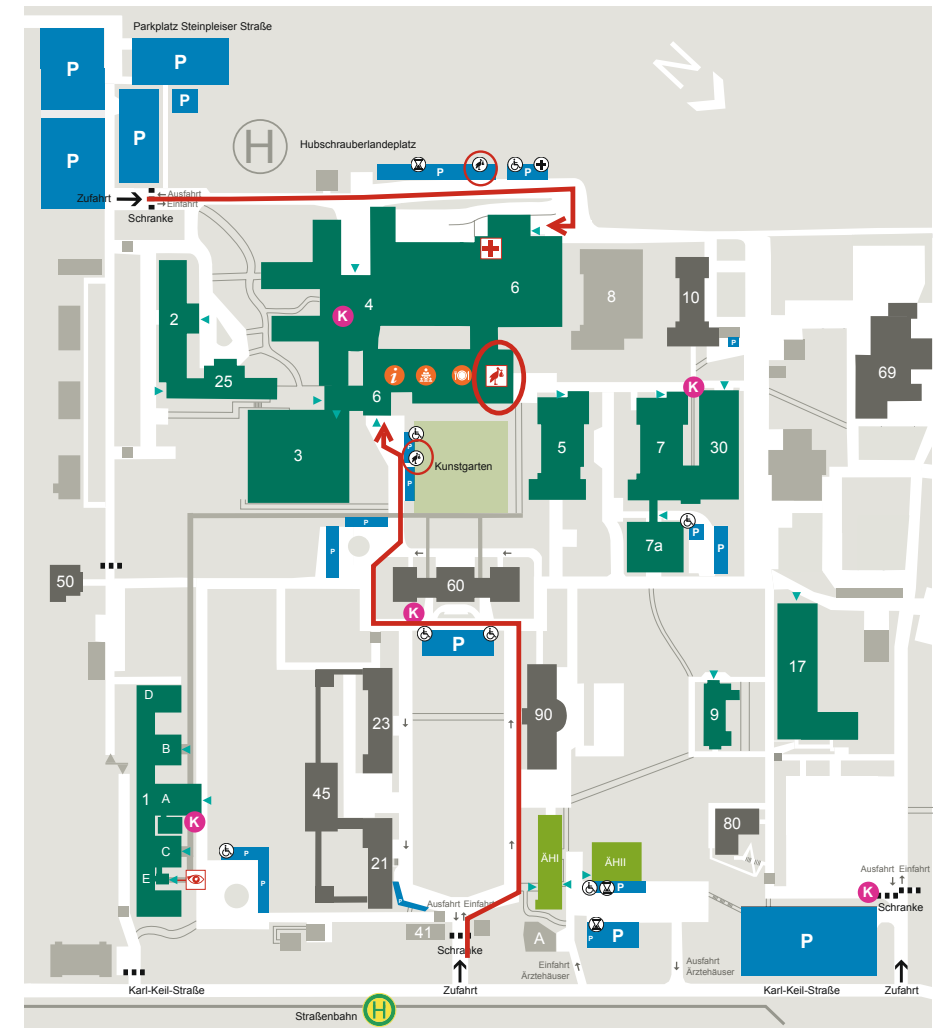 Parkplatz Steinpleiser Straße
P
P
P
P
P
P
H
Hubschrauberlandeplatz
P
P
Zufahrt
←Ausfahrt
→Einfahrt
Schranke
N
4
6
8
10
2
K
25
i
6
69
K
3
5
7
30
Kunstgarten
P
P
P
P
P
P
P
7a
50
60
K
P
17
9
D
B
23
90
45
1
A
K
C
E
P
21
P
ÄHI
ÄHII
P
80
Ausfahrt Einfahrt
41
Schranke
A
P
P
P
Ausfahrt Einfahrt
K
Schranke
Einfahrt
Ärztehäuser
Ausfahrt
Ärztehäuser
Karl-Keil-Straße
Zufahrt
Karl-Keil-Straße
Zufahrt
Straßenbahn
H